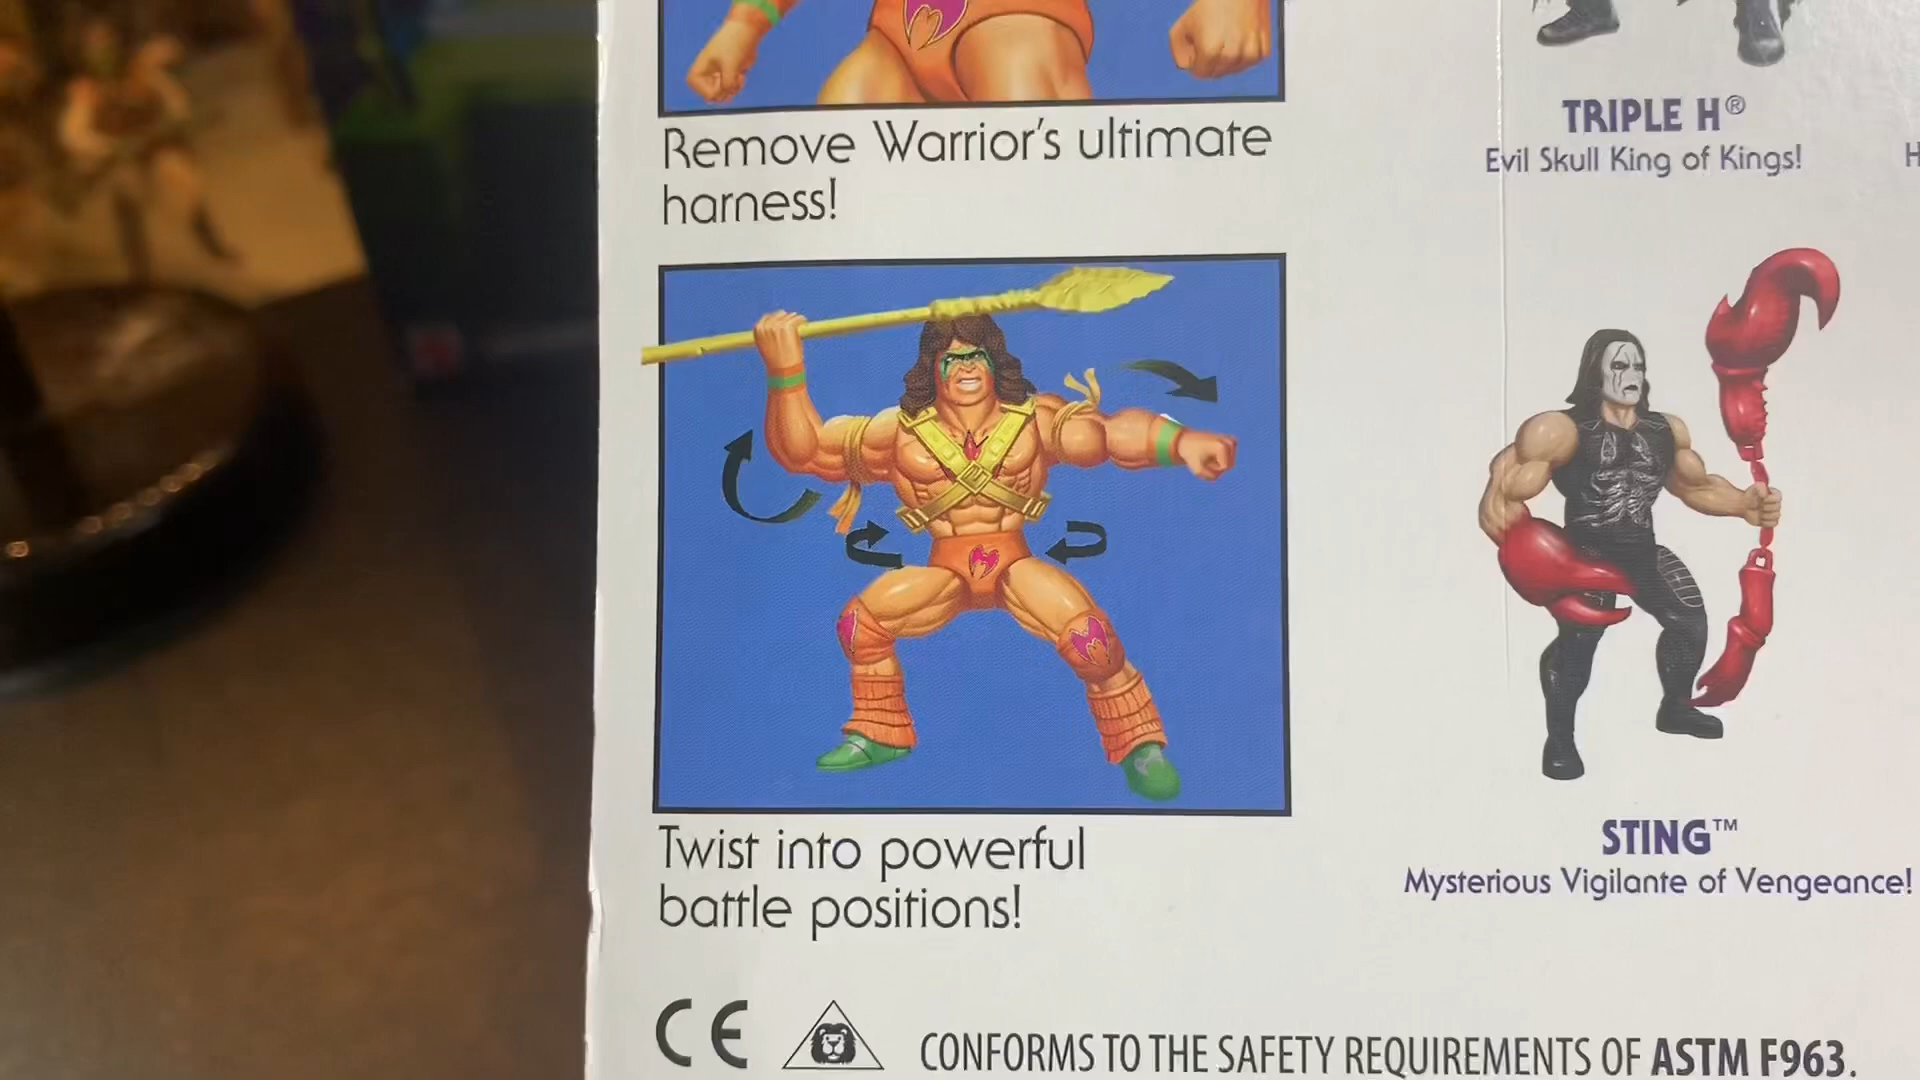 Remove Warrior's ultimate
harness!
TRIPLE H®
Evil Skull King of Kings!
H
Twist into powerful
battle positions!
STING™
Mysterious Vigilante of Vengeance!
CE
CONFORMS TO THE SAFETY REQUIREMENTS OF ASTM F963.